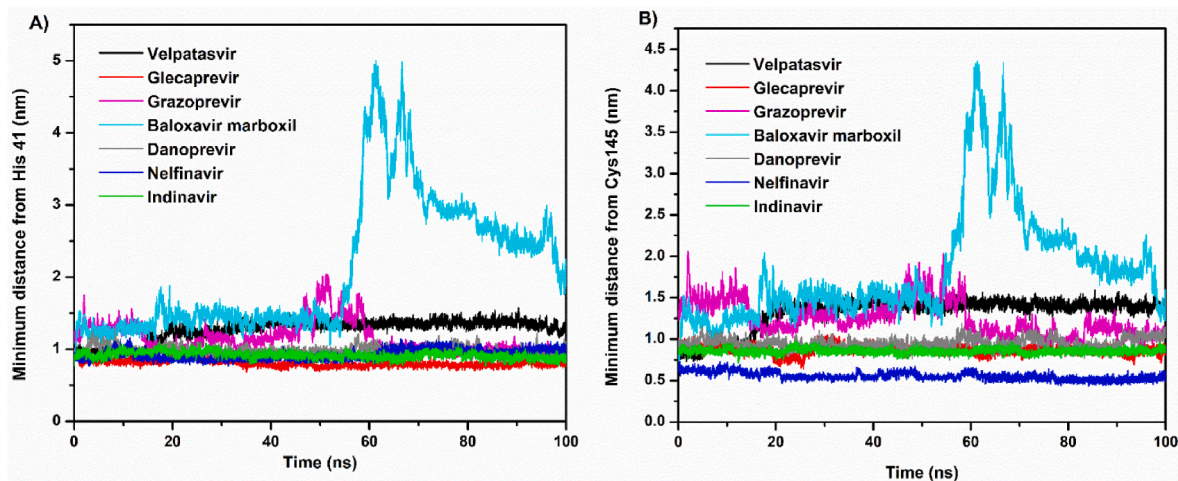 A)
Minimum distance from His 41 (nm)
5
4
3
2
1
0
Velpatasvir
Glecaprevir
Grazoprevir
Baloxavir marboxil
Danoprevir
Nelfinavir
Indinavir
0 20 40 60 80 100
Time (ns)
B)
Minimum distance from Cys145 (nm)
4.5
4.0
3.5
3.0
2.5
2.0
1.5
1.0
0.5
0.0
Velpatasvir
Glecaprevir
Grazoprevir
Baloxavir marboxil
Danoprevir
Nelfinavir
Indinavir
0 20 40 60 80 100
Time (ns)